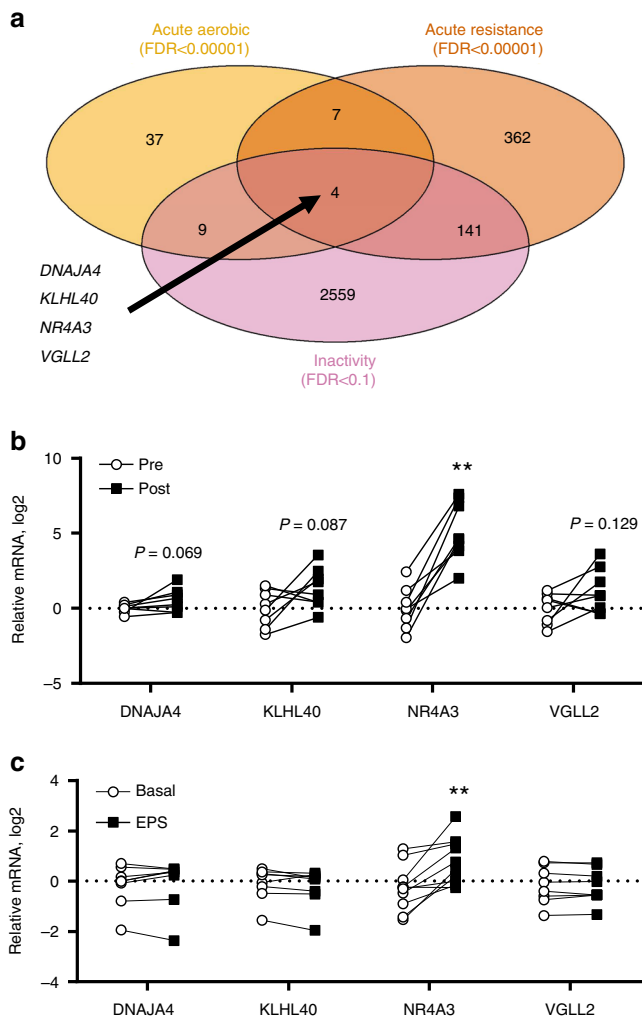 a
Acute aerobic
(FDR<0.00001)
Acute resistance
(FDR<0.00001)
37
7
362
4
9
141
2559
DNAJA4
KLHL40
NR4A3
VGLL2
Inactivity
(FDR<0.1)
b
10
5
0
–5
Relative mRNA, log2
Pre
Post
P = 0.069
P = 0.087
**
P = 0.129
DNAJA4
KLHL40
NR4A3
VGLL2
c
4
2
0
–2
–4
Relative mRNA, log2
Basal
EPS
**
DNAJA4
KLHL40
NR4A3
VGLL2